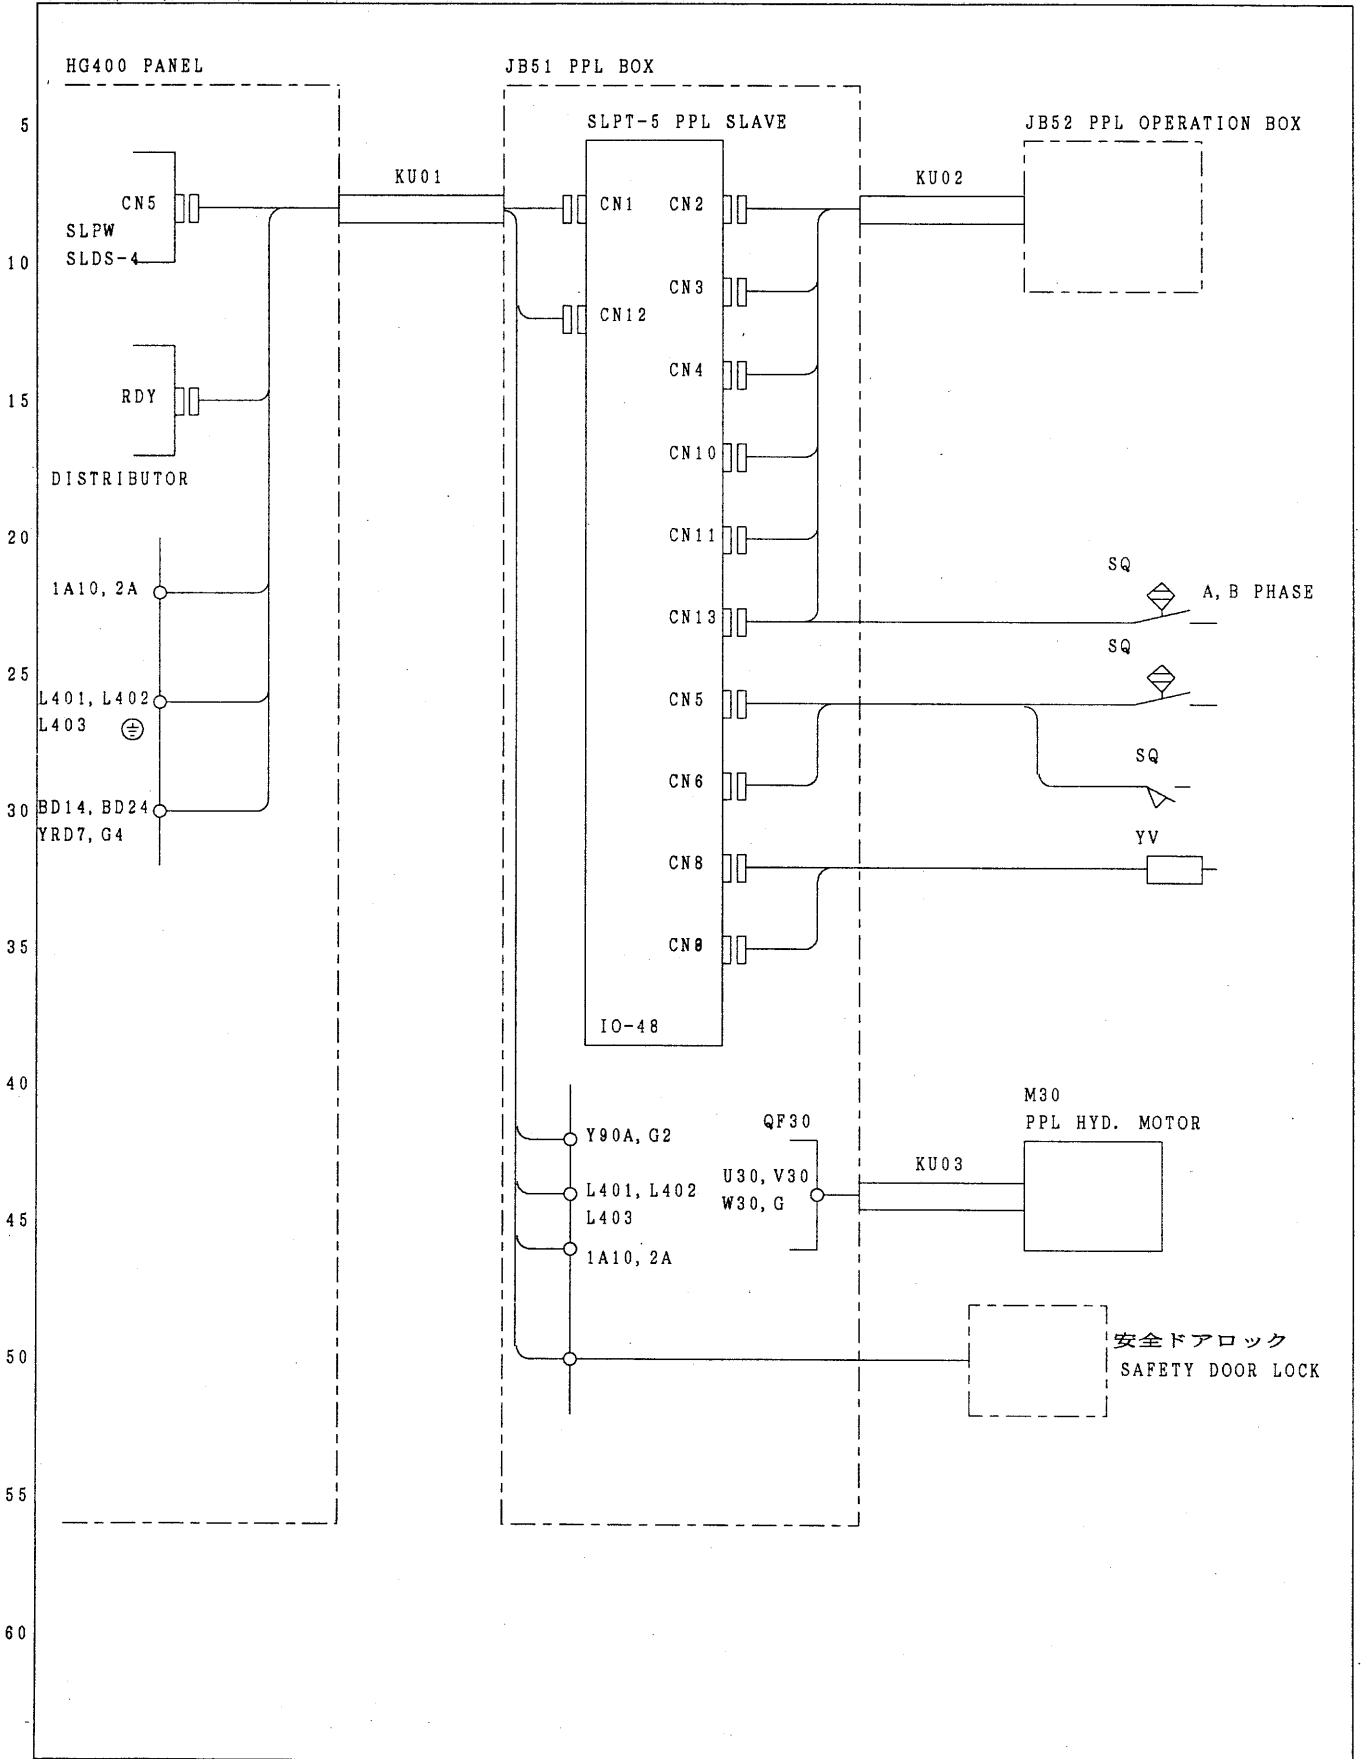 HG400 PANEL
JB51 PPL BOX
5
SLPT-5 PPL SLAVE
JB52 PPL OPERATION BOX
KU01
KU02
CN5
CN1
CN2
SLPW
SLDS-4
10
CN3
CN12
CN4
15
RDY
CN10
DISTRIBUTOR
20
CN11
SQ
1A10, 2A
A, B PHASE
CN13
SQ
25
L401, L402
L403
CN5
SQ
CN6
30
BD14, BD24
YRD7, G4
YV
CN8
35
CN9
IO-48
40
M30
PPL HYD. MOTOR
QF30
Y90A, G2
KU03
U30, V30
W30, G
L401, L402
L403
45
1A10, 2A
安全ドアロック
SAFETY DOOR LOCK
50
55
60